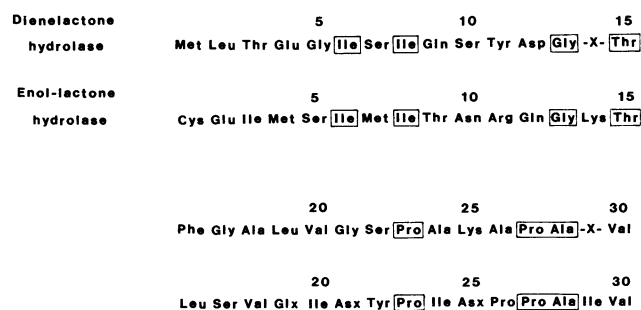 Dienelactone 5 10 15
hydrolase Met Leu Thr Glu Gly Ile Ser Ile Gln Ser Tyr Asp Gly -X- Thr
Enol-lactone 5 10 15
hydrolase Cys Glu Ile Met Ser Ile Met Ile Thr Asn Arg Gln Gly Lys Thr
20 25 30
Phe Gly Ala Leu Val Gly Ser Pro Ala Lys Ala Pro Ala -X- Val
20 25 30
Leu Ser Val Glx Ile Asx Tyr Pro Ile Asx Pro Pro Ala Ile Val